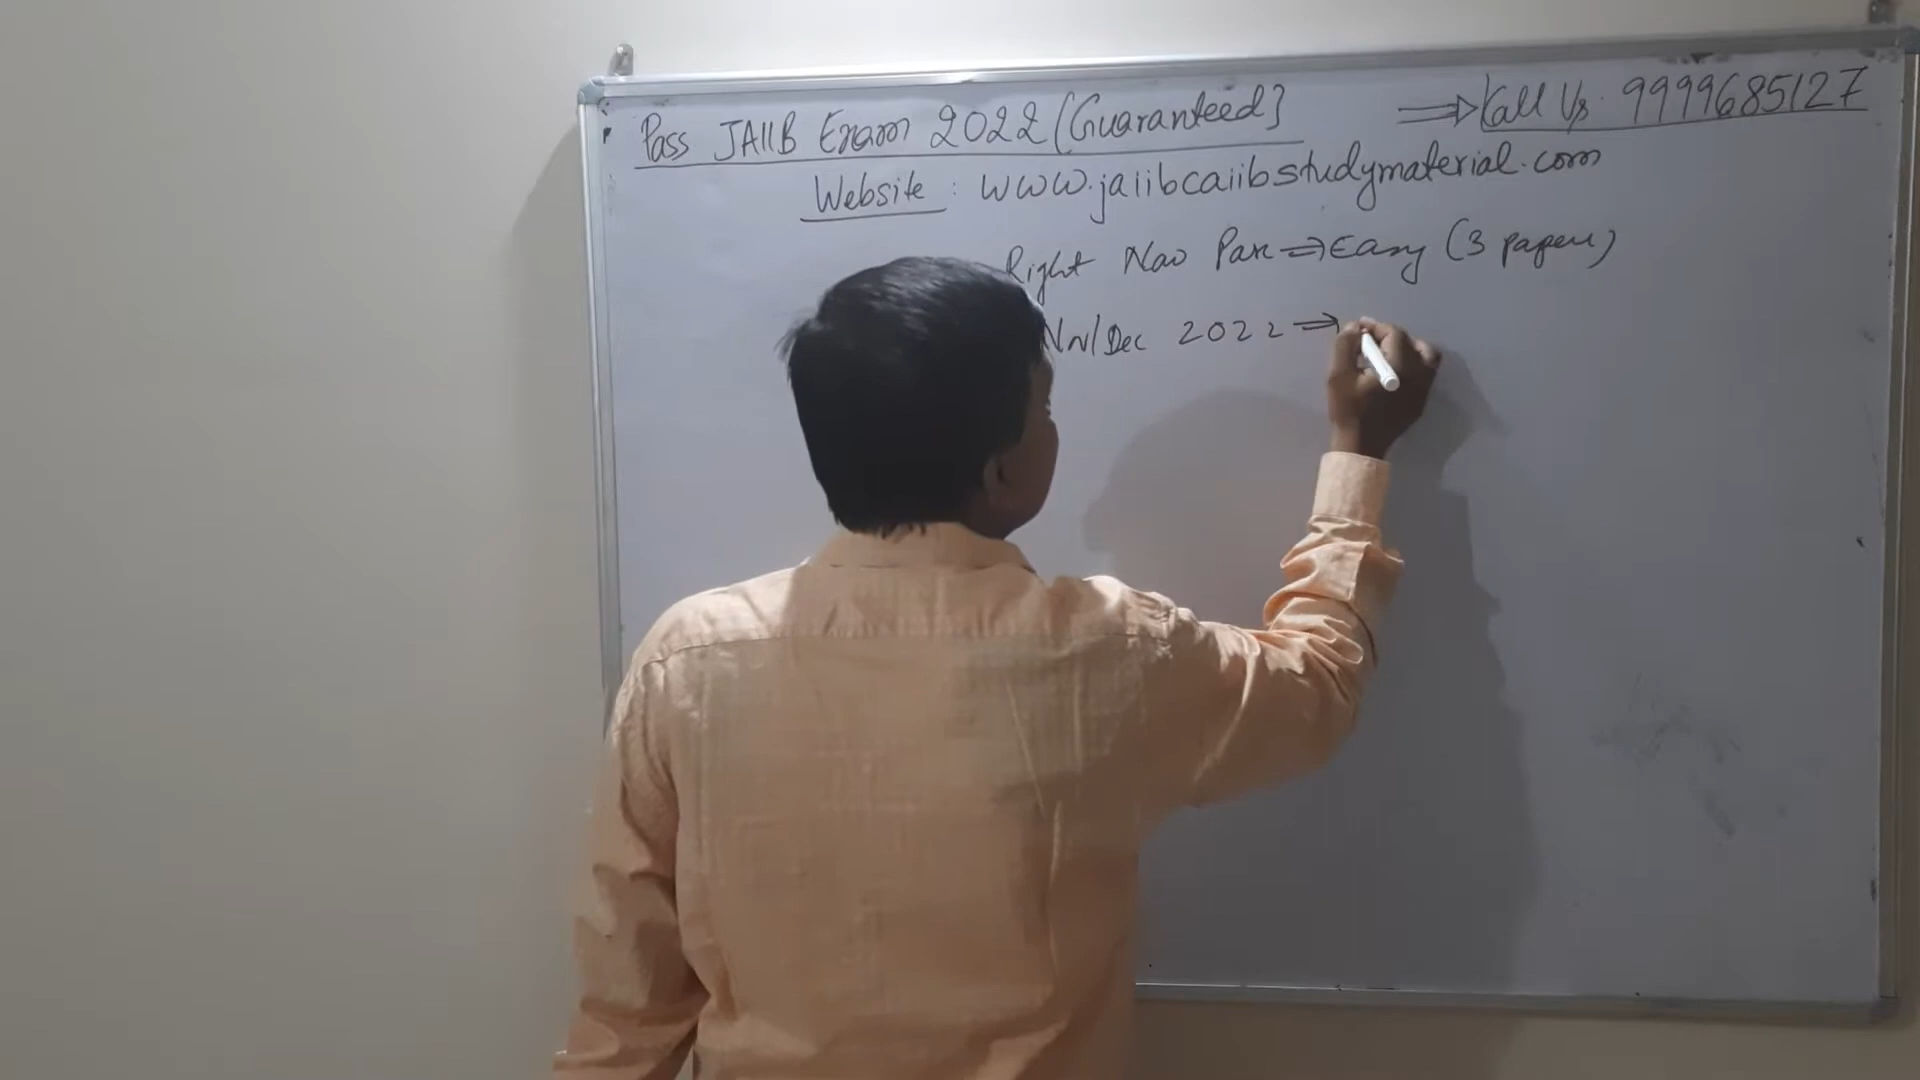 Pass JAIIB Exam 2022 (Guaranteed] ⇒ Call Us. 9999685127
Website : www.jaiibcaiibstudymaterial.com
Right Now ⇒ Easy (3 papers)
Nov/Dec 2022 ⇒